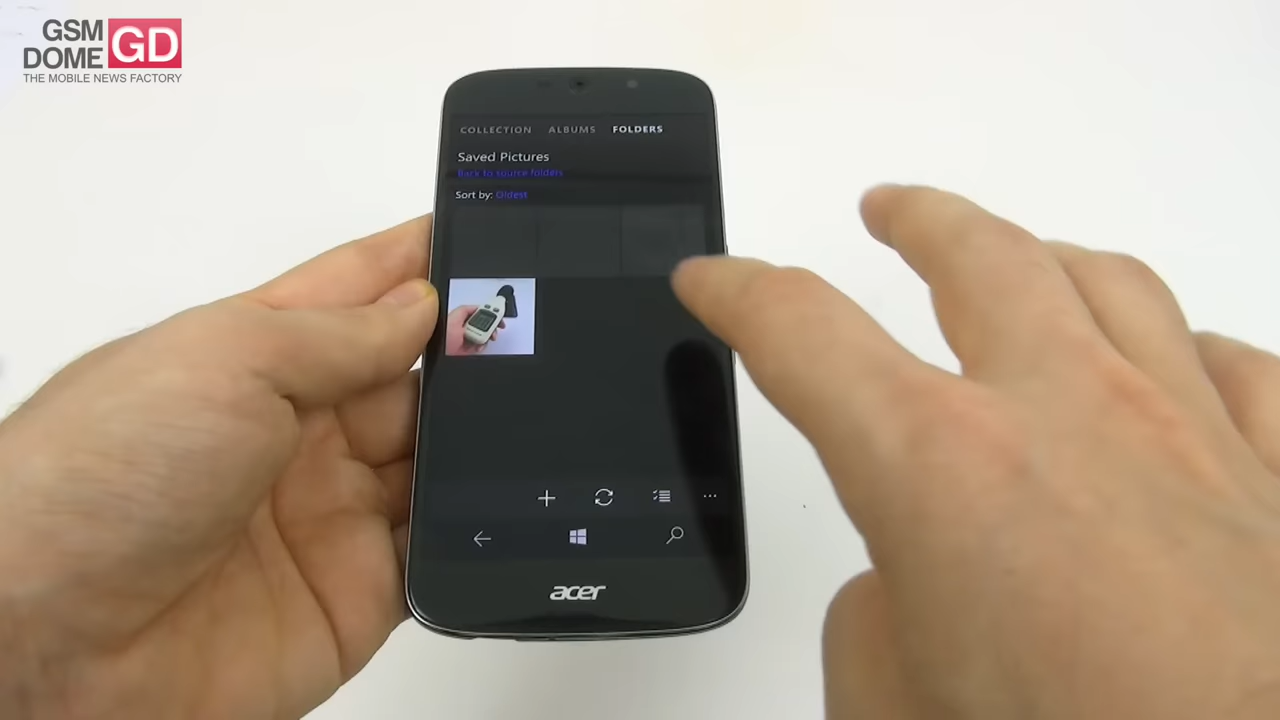 GSM
DOME
GD
THE MOBILE NEWS FACTORY
COLLECTION ALBUMS FOLDERS
Saved Pictures
Back to source folders
Sort by: Oldest
acer